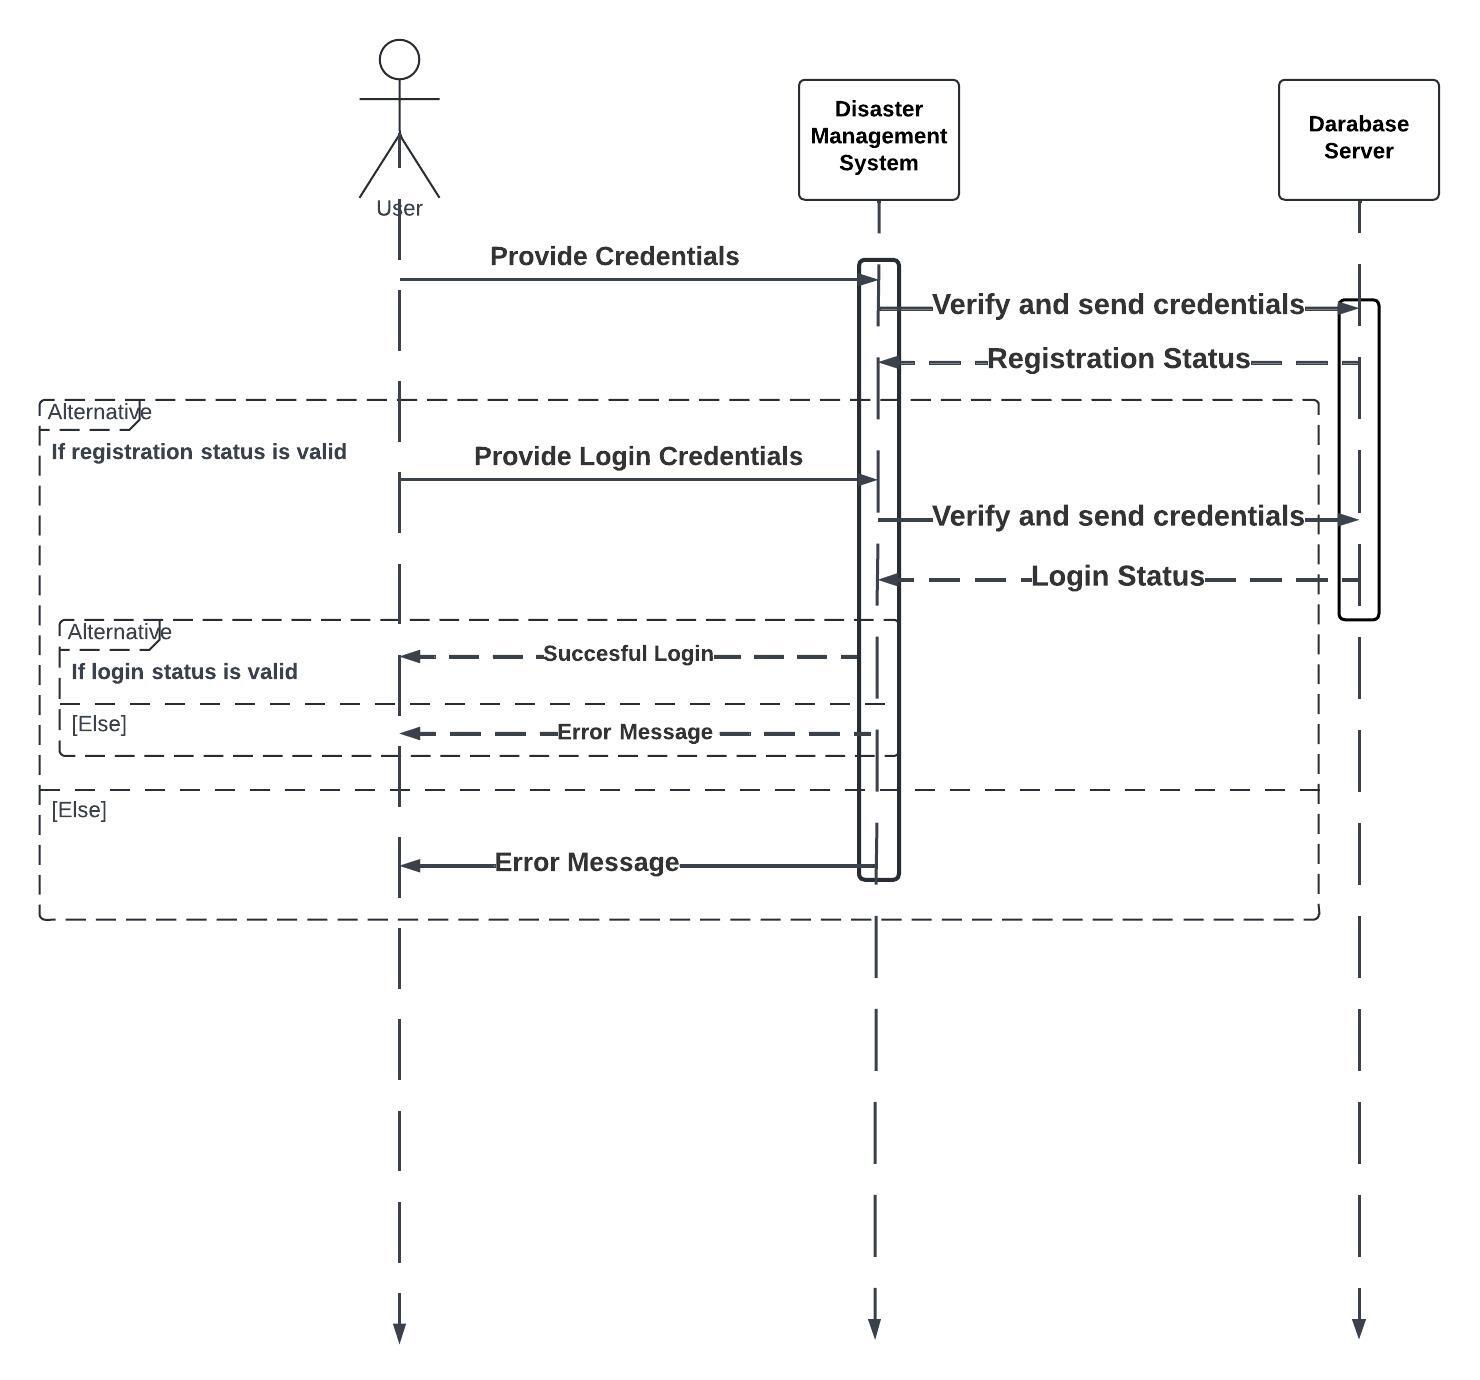 User
Disaster
Management
System
Darabase
Server
Provide Credentials
Verify and send credentials
Registration Status
Alternative
If registration status is valid
Provide Login Credentials
Verify and send credentials
Login Status
Alternative
Succesful Login
If login status is valid
[Else]
Error Message
[Else]
Error Message